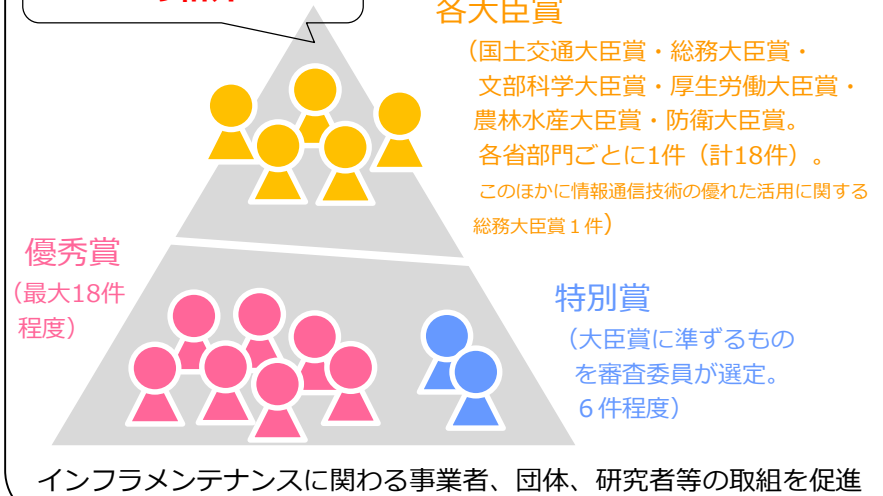 各大臣賞
（国土交通大臣賞・総務大臣賞・
文部科学大臣賞・厚生労働大臣賞・
農林水産大臣賞・防衛大臣賞。
各省部門ごとに1件（計18件）。
このほかに情報通信技術の優れた活用に関する
総務大臣賞１件）
優秀賞
（最大18件
程度）
特別賞
（大臣賞に準ずるもの
を審査委員が選定。
６件程度）
インフラメンテナンスに関わる事業者、団体、研究者等の取組を促進